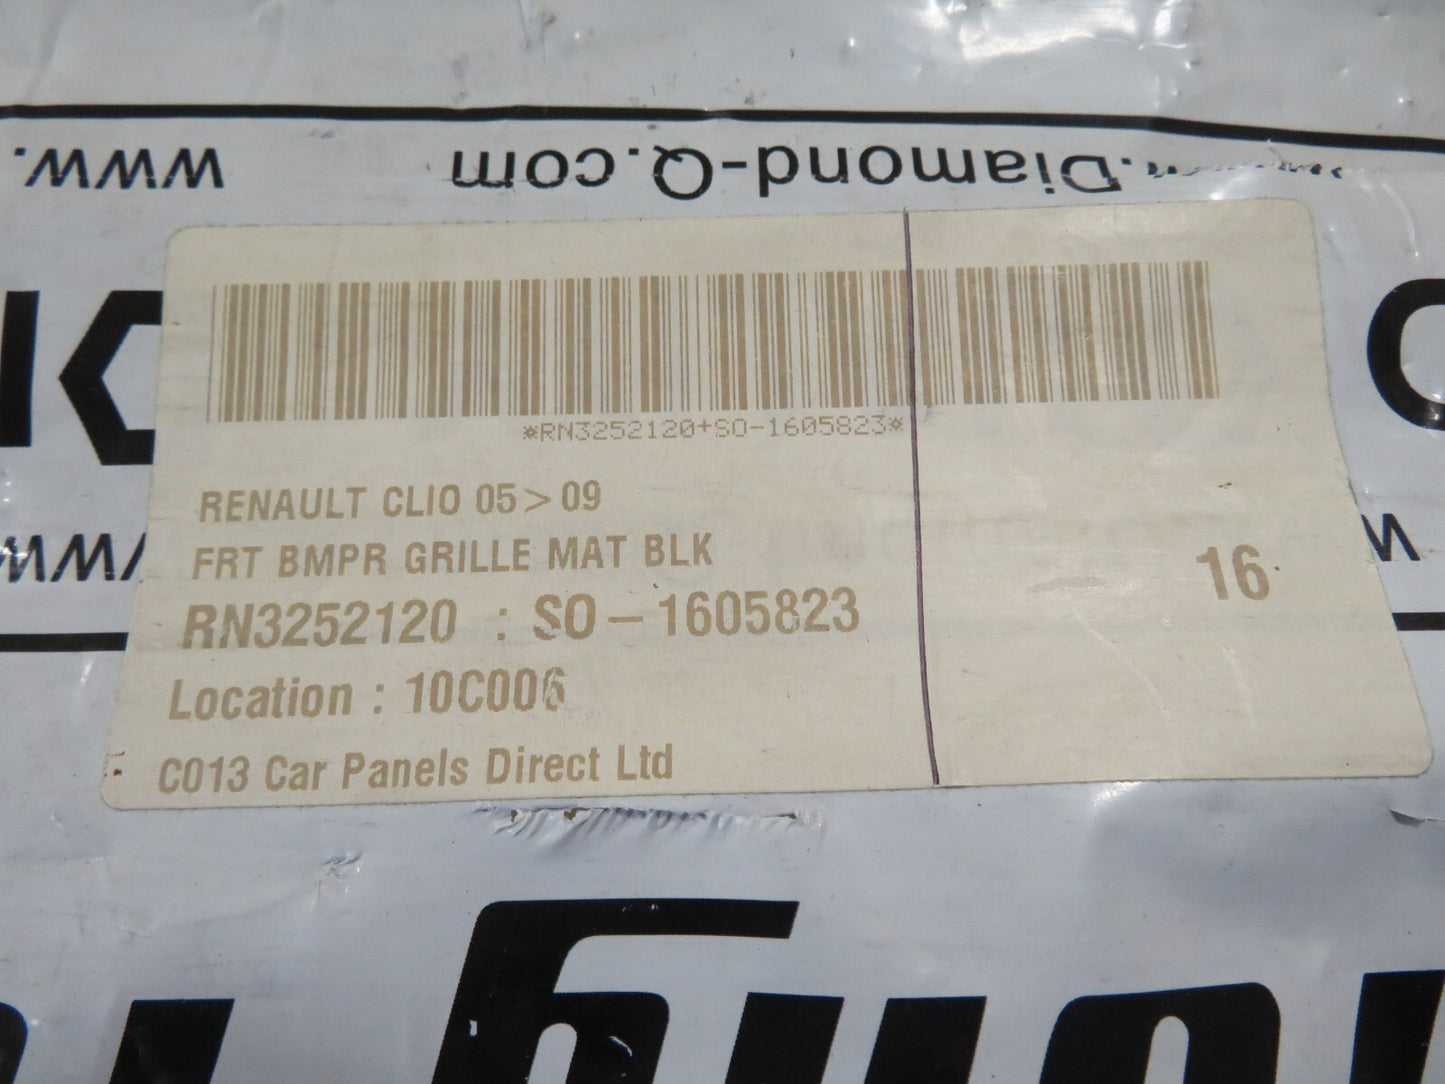 www.
www.Diamond-Q.com
*RN3252120+SO-1605823*
RENAULT CLIO 05 > 09
FRT BMPR GRILLE MAT BLK
RN3252120 : SO-1605823
16
Location : 10C006
C013 Car Panels Direct Ltd